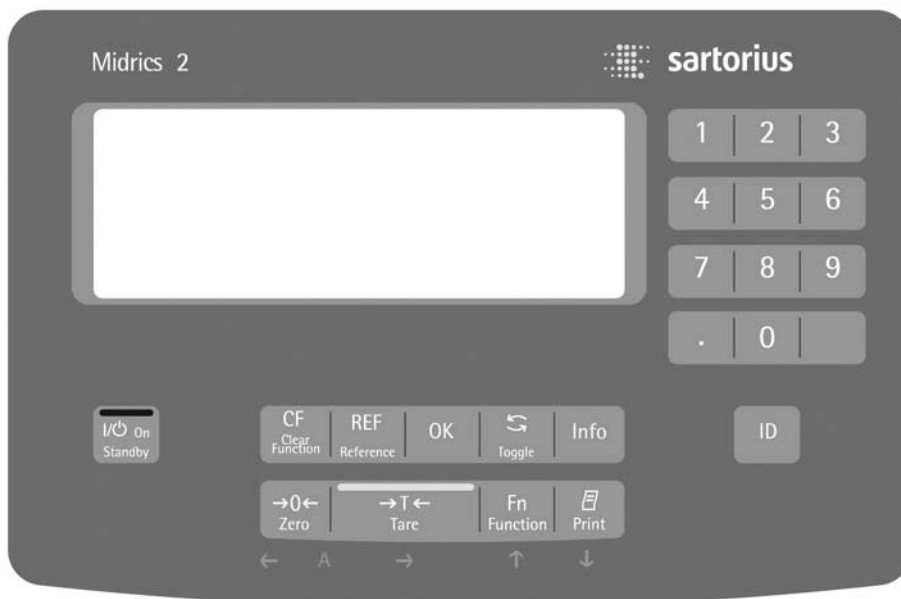 Midrics 2
sartorius
1 2 3
4 5 6
7 8 9
. 0
I/⏻ On
Standby
CF
Clear
Function
REF
Reference
OK
Toggle
Info
ID
→0←
Zero
→T←
Tare
Fn
Function
Print
← A → ↑ ↓